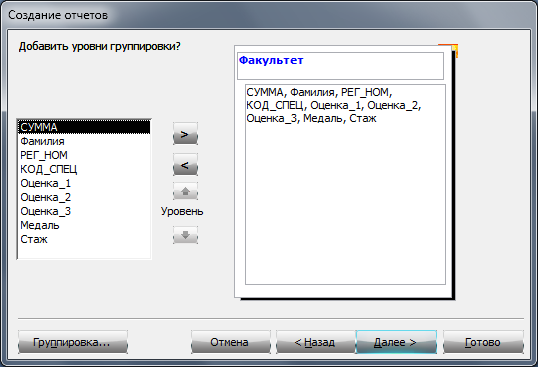 Создание отчетов
Добавить уровни группировки?
СУММА
Фамилия
РЕГ_НОМ
КОД_СПЕЦ
Оценка_1
Оценка_2
Оценка_3
Медаль
Стаж
>
<
Уровень
Факультет
СУММА, Фамилия, РЕГ_НОМ,
КОД_СПЕЦ, Оценка_1, Оценка_2,
Оценка_3, Медаль, Стаж
Группировка...
Отмена
< Назад
Далее >
Готово